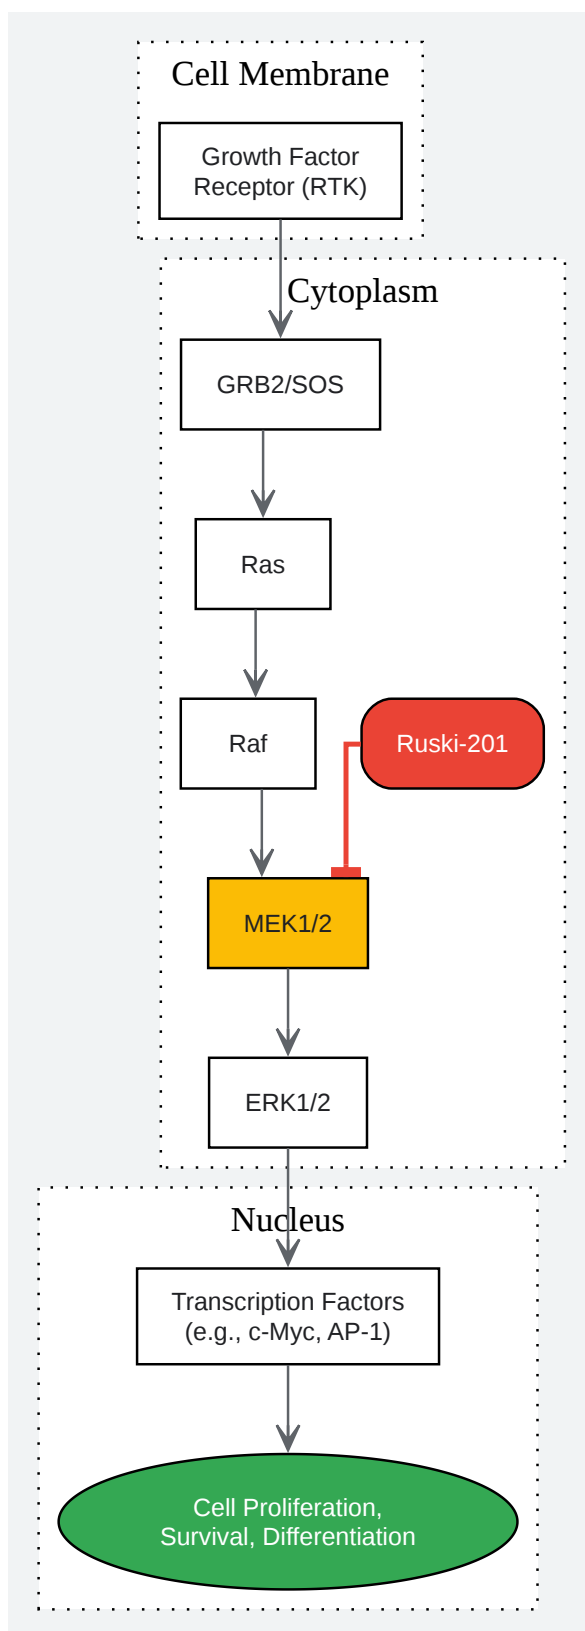 Cell Membrane
Growth Factor
Receptor (RTK)
Cytoplasm
GRB2/SOS
Ras
Raf
Ruski-201
MEK1/2
ERK1/2
Nucleus
Transcription Factors
(e.g., c-Myc, AP-1)
Cell Proliferation,
Survival, Differentiation